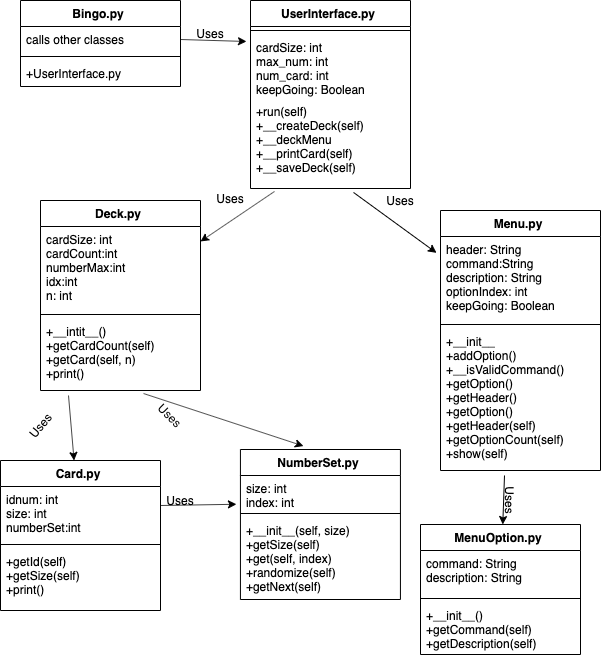 Bingo.py
calls other classes
+UserInterface.py
Uses
UserInterface.py
cardSize: int
max_num: int
num_card: int
keepGoing: Boolean
+run(self)
+__createDeck(self)
+__deckMenu
+__printCard(self)
+__saveDeck(self)
Uses
Uses
Deck.py
cardSize: int
cardCount:int
numberMax:int
idx:int
n: int
+__intit__()
+getCardCount(self)
+getCard(self, n)
+print()
Menu.py
header: String
command:String
description: String
optionIndex: int
keepGoing: Boolean
+__init__
+addOption()
+__isValidCommand()
+getOption()
+getHeader()
+getOption()
+getHeader(self)
+getOptionCount(self)
+show(self)
Uses
Uses
Card.py
idnum: int
size: int
numberSet:int
+getId(self)
+getSize(self)
+print()
Uses
NumberSet.py
size: int
index: int
+__init__(self, size)
+getSize(self)
+get(self, index)
+randomize(self)
+getNext(self)
Uses
MenuOption.py
command: String
description: String
+__init__()
+getCommand(self)
+getDescription(self)